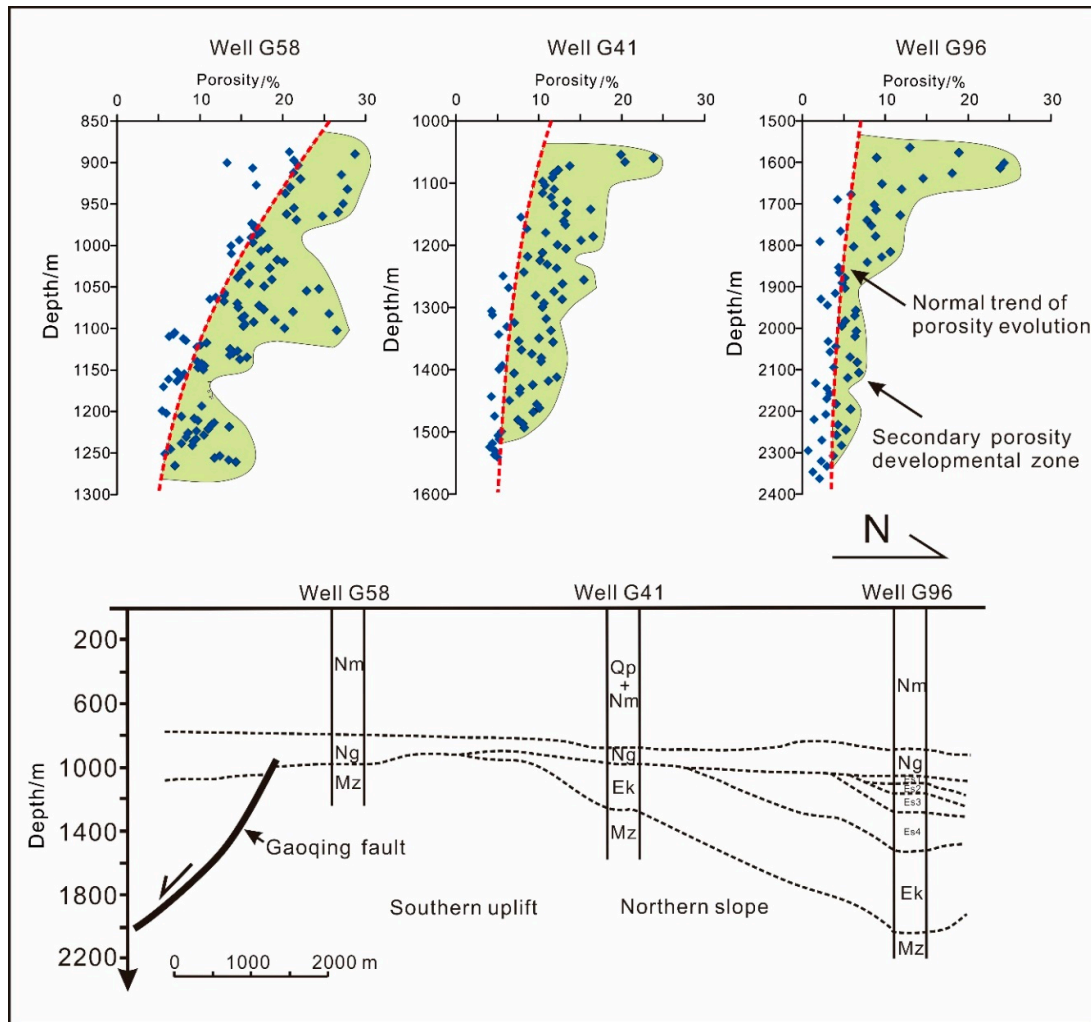 Well G58
Well G41
Well G96
Porosity/%
Porosity/%
Porosity/%
0 10 20 30
0 10 20 30
0 10 20 30
850
900
950
1000
1050
1100
1150
1200
1250
1300
Depth/m
1000
1100
1200
1300
1400
1500
1600
Depth/m
1500
1600
1700
1800
1900
2000
2100
2200
2300
2400
Depth/m
Normal trend of
porosity evolution
Secondary porosity
developmental zone
N
Well G58
Well G41
Well G96
200
600
1000
1400
1800
2200
Depth/m
Nm
Ng
Mz
Qp
+
Nm
Ng
Ek
Mz
Nm
Ng
Es1
Es2
Es3
Es4
Ek
Mz
Gaoqing fault
Southern uplift
Northern slope
0 1000 2000 m